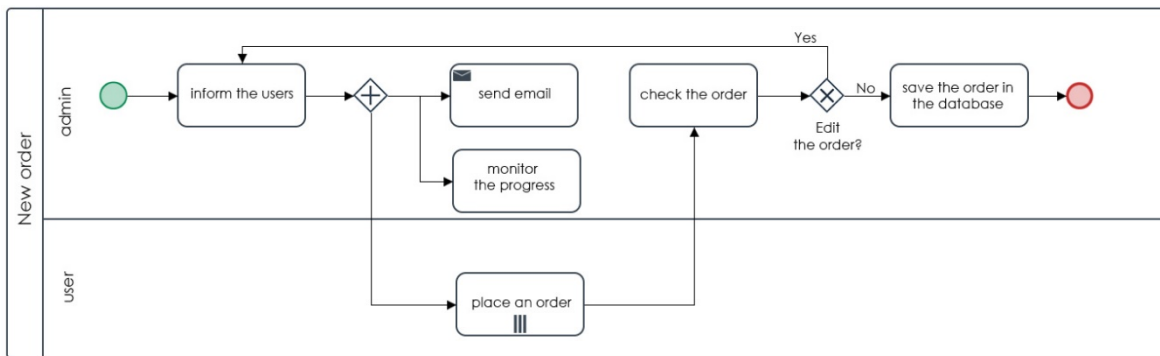 New order
admin
inform the users
send email
monitor
the progress
check the order
Yes
No
Edit
the order?
save the order in
the database
user
place an order